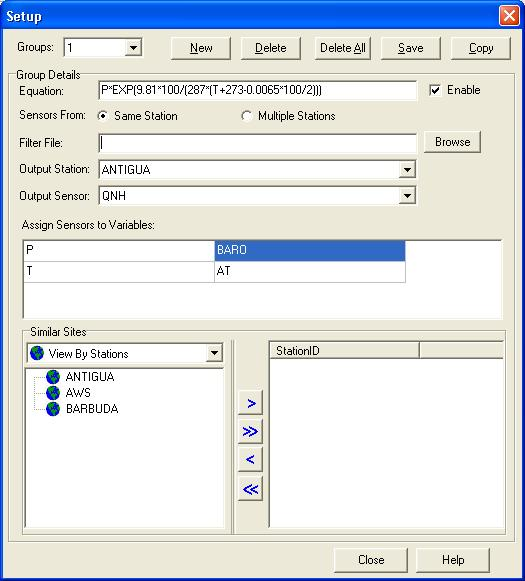 Setup
Groups: 1 New Delete Delete All Save Copy
Group Details
Equation: P*EXP(9.81*100/(287*(T+273-0.0065*100/2))) Enable
Sensors From: Same Station Multiple Stations
Filter File: Browse
Output Station: ANTIGUA
Output Sensor: QNH
Assign Sensors to Variables:
P BARO
T AT
Similar Sites
View By Stations StationID
ANTIGUA
AWS
BARBUDA
>
>>
<
<<
Close Help